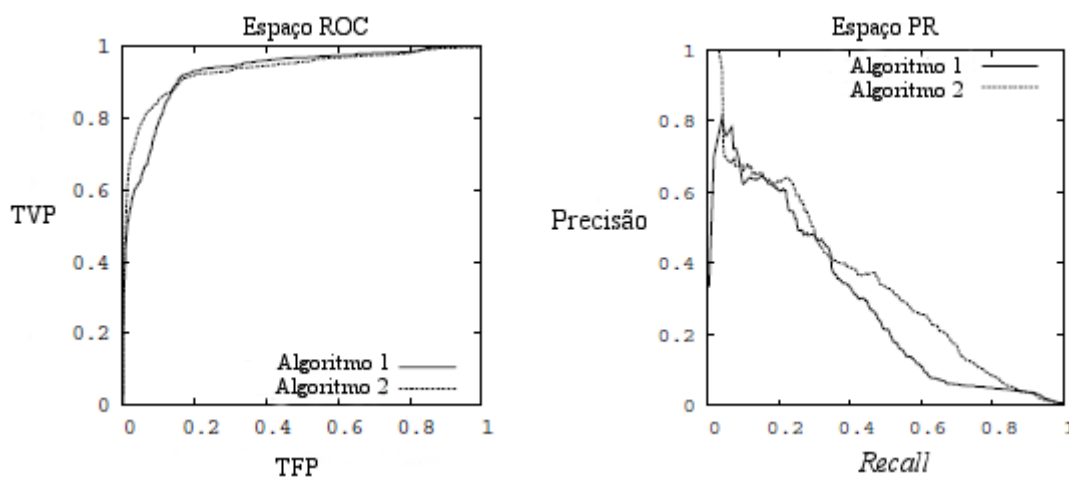 Espaço ROC
1
0.8
0.6
TVP
0.4
0.2
0
Algoritmo 1
Algoritmo 2
0 0.2 0.4 0.6 0.8 1
TFP
Espaço PR
1
Algoritmo 1
Algoritmo 2
0.8
0.6
Precisão
0.4
0.2
0
0 0.2 0.4 0.6 0.8 1
Recall